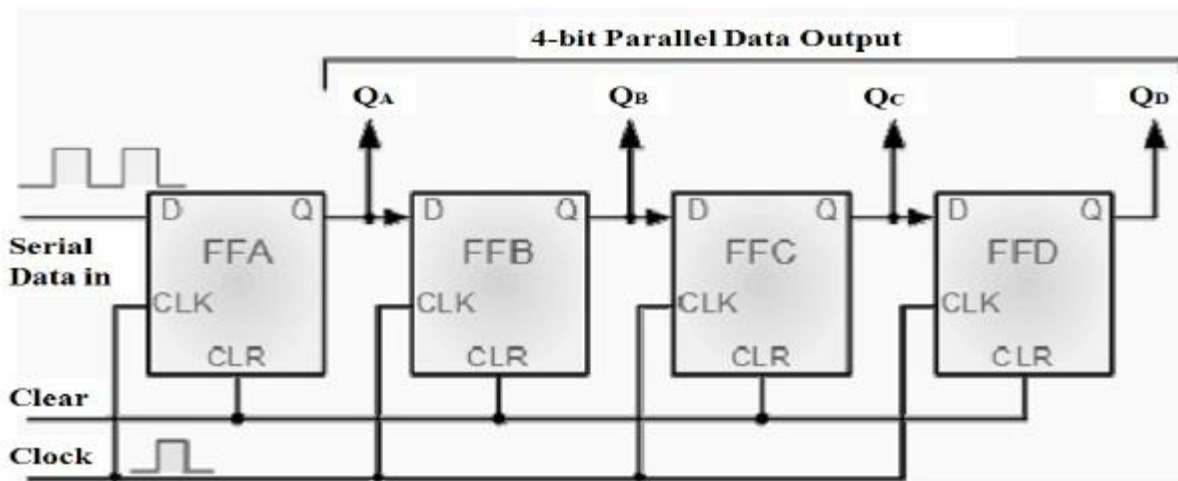 4-bit Parallel Data Output
QA QB QC QD
D Q D Q D Q D Q
Serial
Data in
FFA FFB FFC FFD
CLK CLK CLK CLK
CLR CLR CLR CLR
Clear
Clock